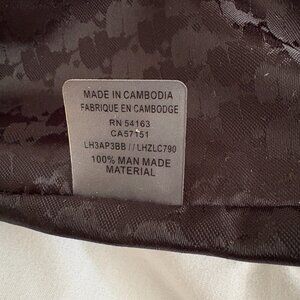 MADE IN CAMBODIA
FABRIQUE EN CAMBODGE
RN 54163
CA57151
LH3AP3BB // LHZLC790
100% MAN MADE
MATERIAL